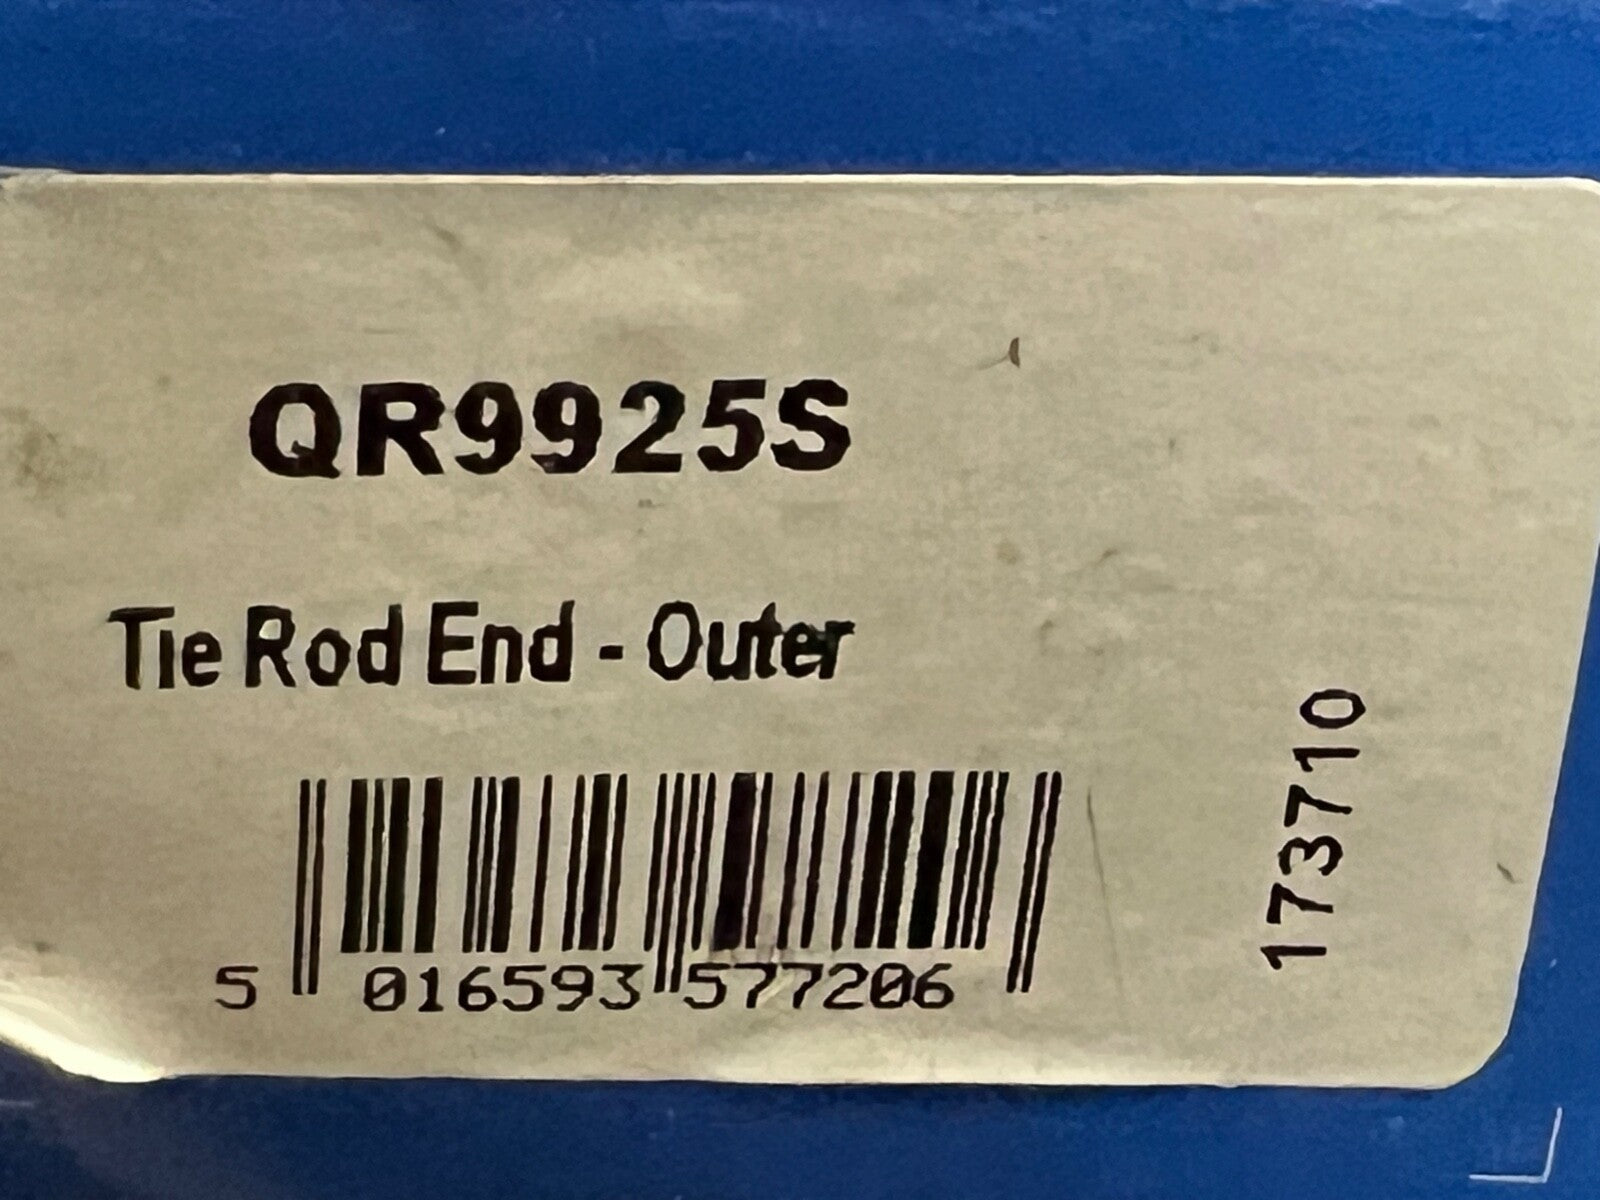 QR9925S
Tie Rod End - Outer
5 016593 577206
173710